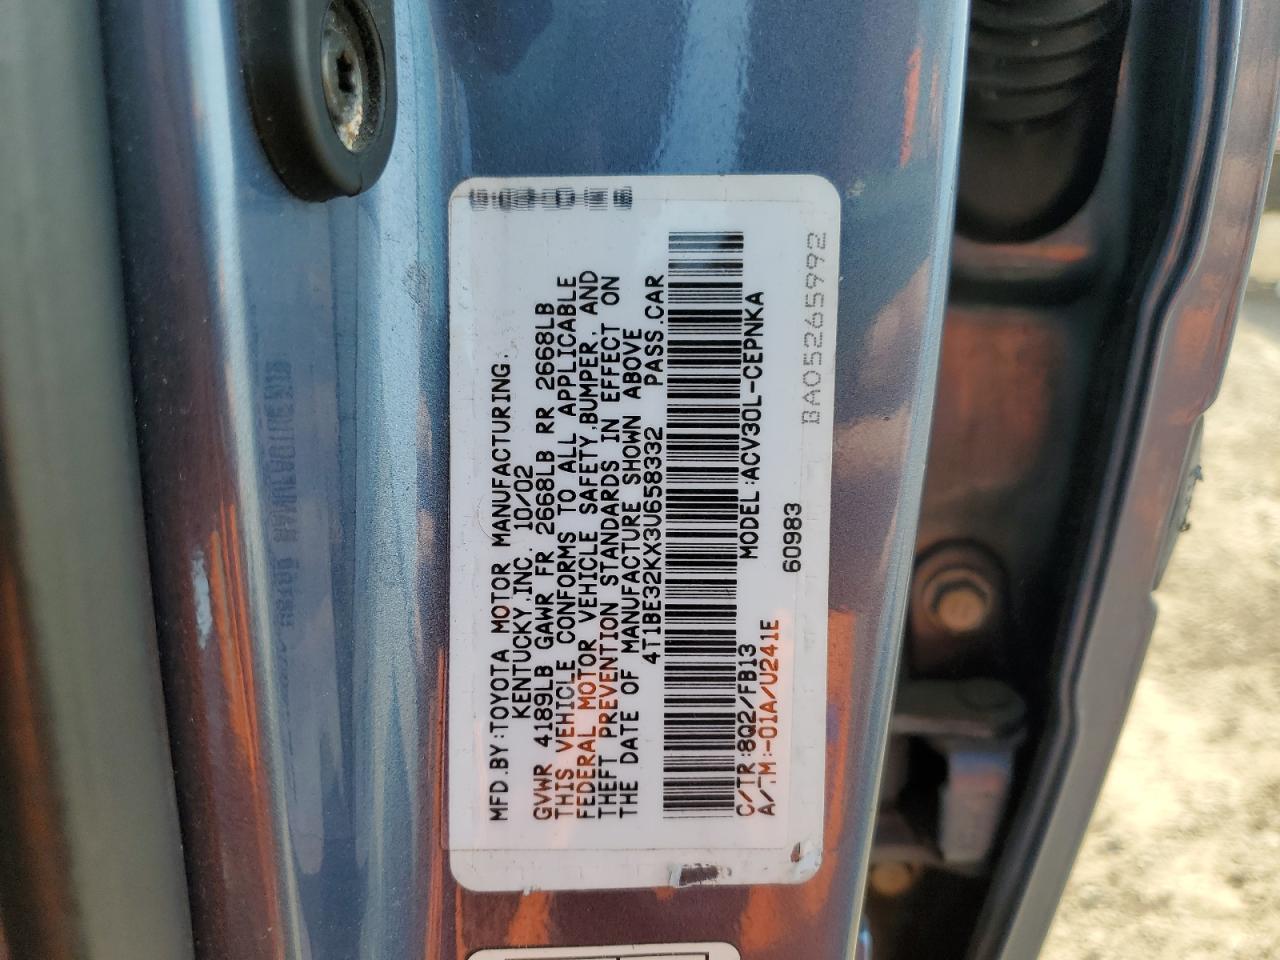 MFD.BY:TOYOTA MOTOR MANUFACTURING.
KENTUCKY,INC. 10/02
GVWR 4189LB GAWR FR 2668LB RR 2668LB
THIS VEHICLE CONFORMS TO ALL APPLICABLE
FEDERAL MOTOR VEHICLE SAFETY,BUMPER, AND
THEFT PREVENTION STANDARDS IN EFFECT ON
THE DATE OF MANUFACTURE SHOWN ABOVE
4T1BE32KX3U658332 PASS.CAR
C/TR:8Q2/FB13 MODEL:ACV30L-CEPNKA
A/TM:-01A/U241E 60983
BA05265992